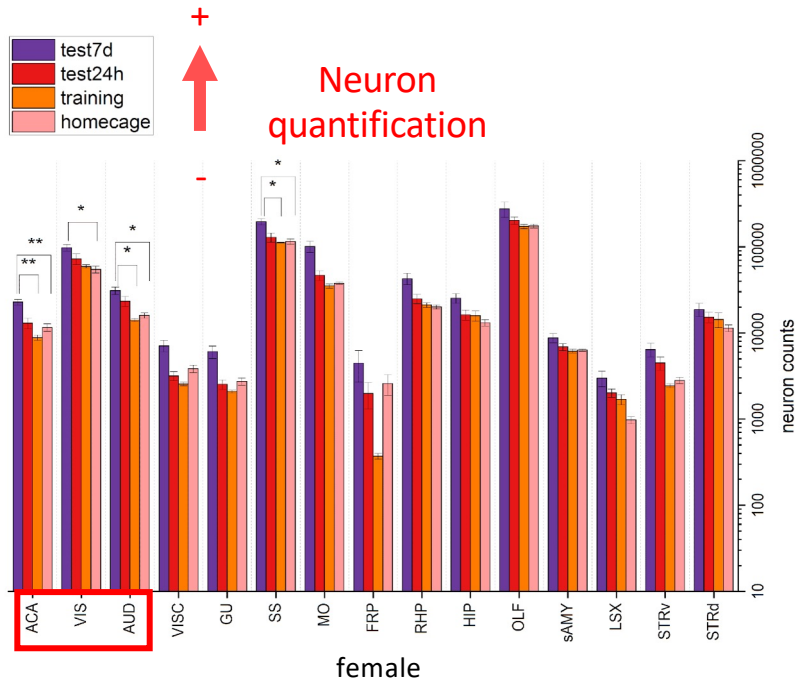 +
test7d
test24h
training
homecage
Neuron
quantification
-
*
*
*
*
*
**
**
1000000
100000
10000
1000
100
10
neuron counts
ACA
VIS
AUD
VISC
GU
SS
MO
FRP
RHP
HIP
OLF
sAMY
LSX
STRv
STRd
female